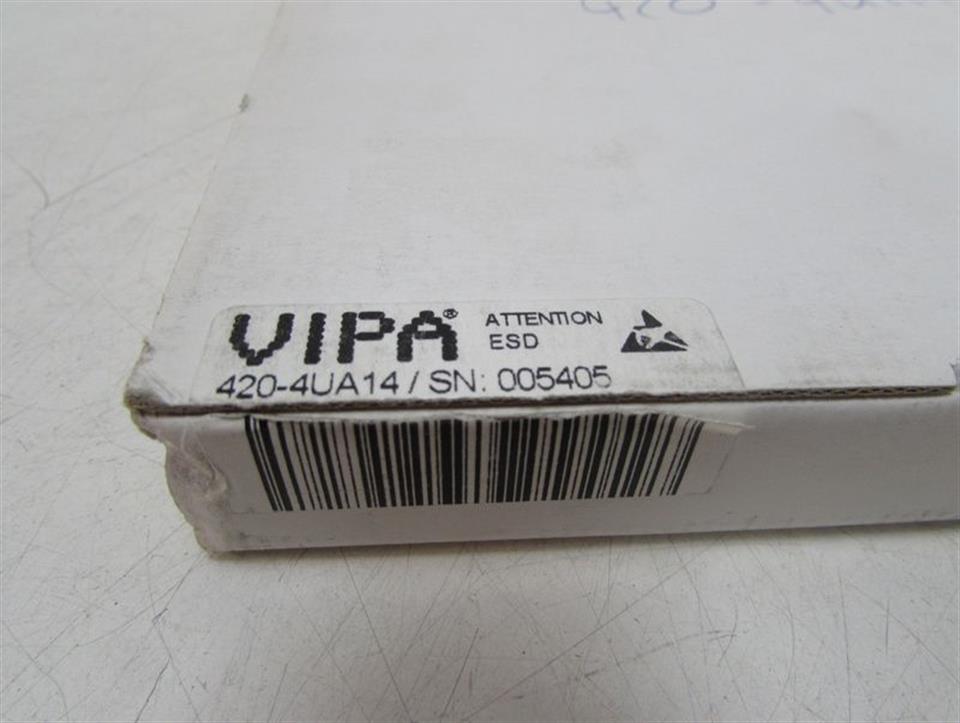 VIPA®
ATTENTION
ESD
420-4UA14 / SN: 005405